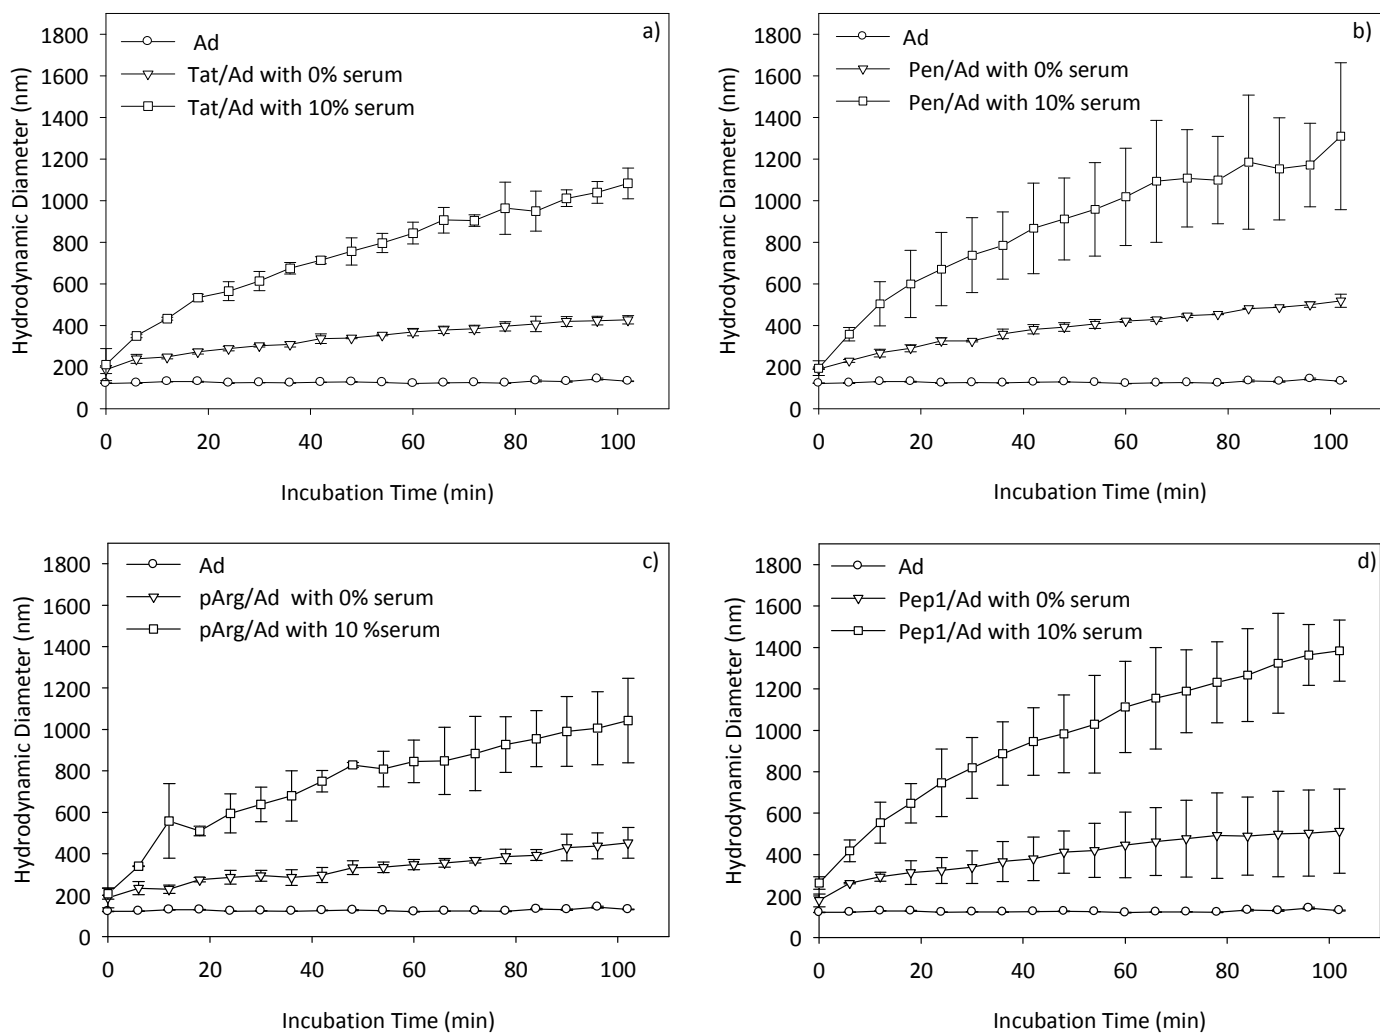 a)
Ad
Tat/Ad with 0% serum
Tat/Ad with 10% serum
Hydrodynamic Diameter (nm)
1800
1600
1400
1200
1000
800
600
400
200
0
0 20 40 60 80 100
Incubation Time (min)
b)
Ad
Pen/Ad with 0% serum
Pen/Ad with 10% serum
Hydrodynamic Diameter (nm)
1800
1600
1400
1200
1000
800
600
400
200
0
0 20 40 60 80 100
Incubation Time (min)
c)
Ad
pArg/Ad with 0% serum
pArg/Ad with 10 %serum
Hydrodynamic Diameter (nm)
1800
1600
1400
1200
1000
800
600
400
200
0
0 20 40 60 80 100
Incubation Time (min)
d)
Ad
Pep1/Ad with 0% serum
Pep1/Ad with 10% serum
Hydrodynamic Diameter (nm)
1800
1600
1400
1200
1000
800
600
400
200
0
0 20 40 60 80 100
Incubation Time (min)